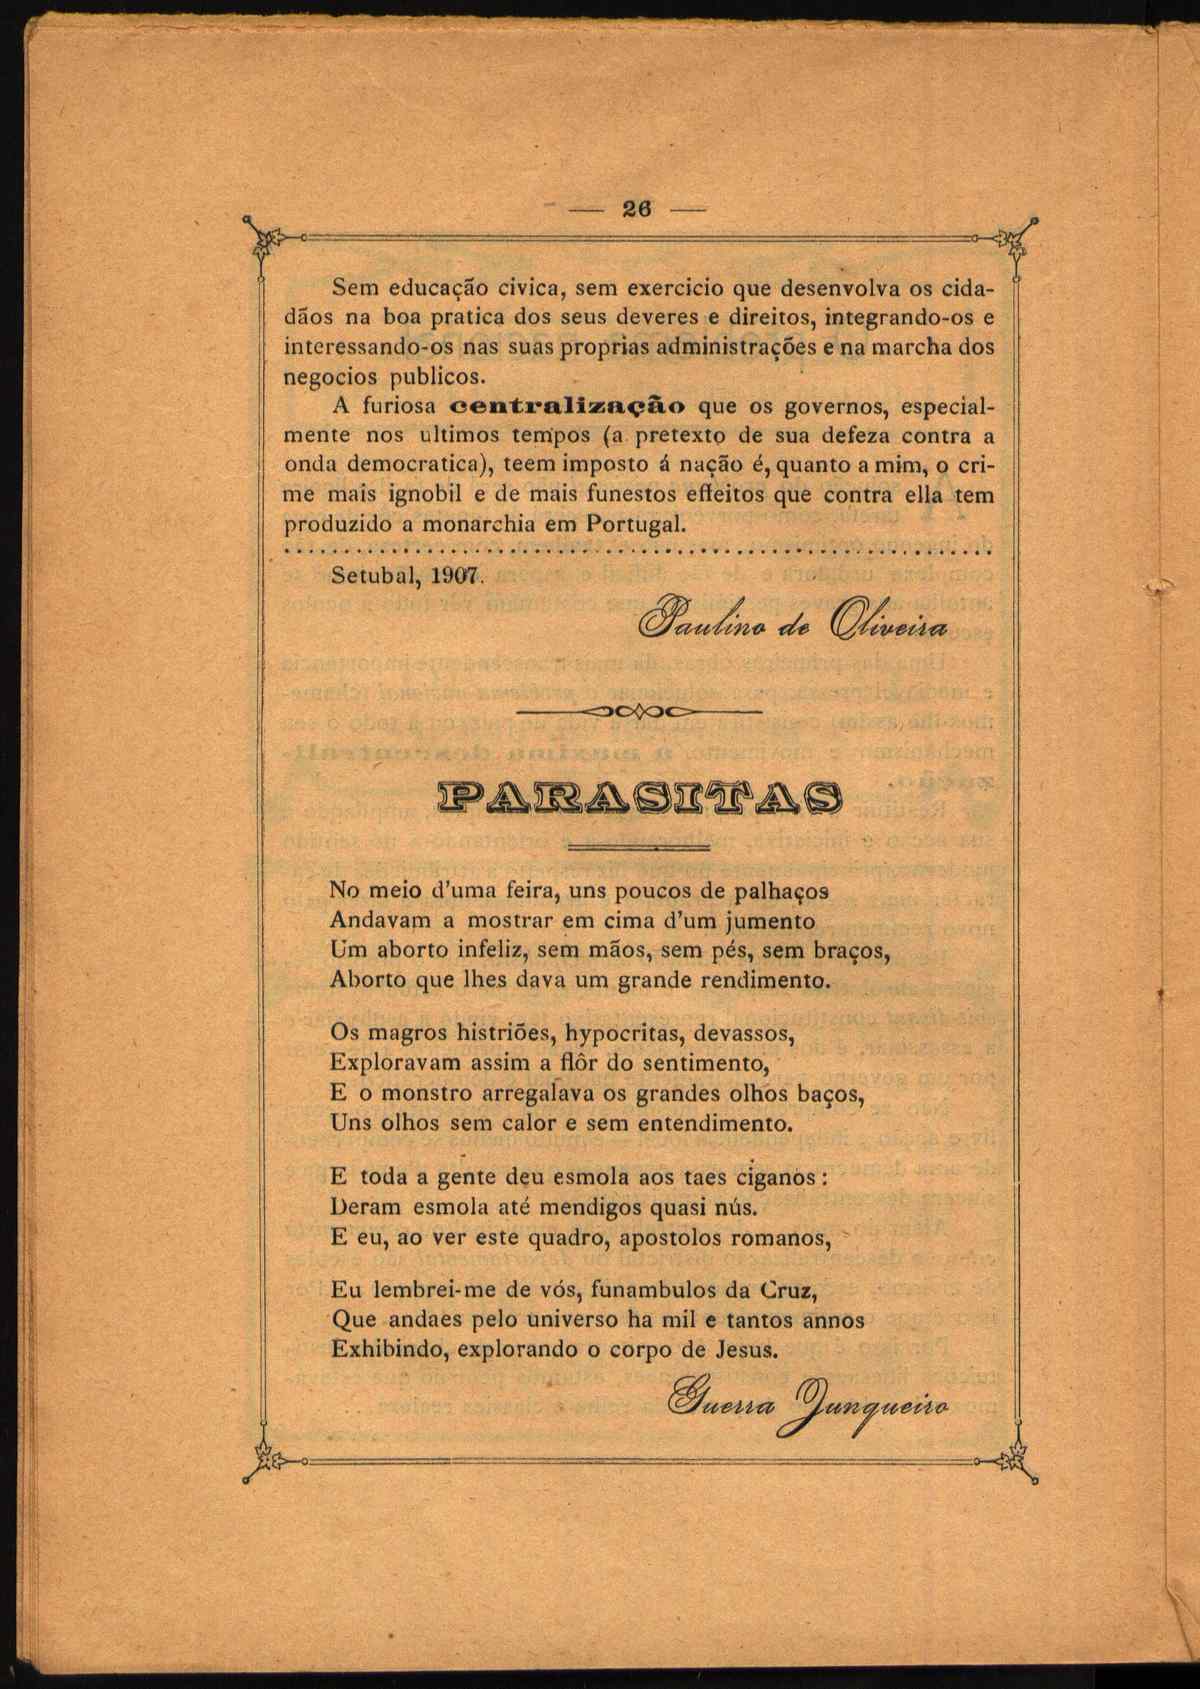 — 26 —
Sem educação civica, sem exercicio que desenvolva os cida-
dãos na boa pratica dos seus deveres e direitos, integrando-os e
interessando-os nas suas proprias administrações e na marcha dos
negocios publicos.
A furiosa centralização que os governos, especial-
mente nos ultimos tempos (a pretexto de sua defeza contra a
onda democratica), teem imposto á nação é, quanto a mim, o cri-
me mais ignobil e de mais funestos effeitos que contra ella tem
produzido a monarchia em Portugal.
Setubal, 1907.
Paulino de Oliveira
PARASITAS
No meio d'uma feira, uns poucos de palhaços
Andavam a mostrar em cima d'um jumento
Um aborto infeliz, sem mãos, sem pés, sem braços,
Aborto que lhes dava um grande rendimento.
Os magros histriões, hypocritas, devassos,
Exploravam assim a flôr do sentimento,
E o monstro arregalava os grandes olhos baços,
Uns olhos sem calor e sem entendimento.
E toda a gente deu esmola aos taes ciganos:
Deram esmola até mendigos quasi nús.
E eu, ao ver este quadro, apostolos romanos,
Eu lembrei-me de vós, funambulos da Cruz,
Que andaes pelo universo ha mil e tantos annos
Exhibindo, explorando o corpo de Jesus.
Guerra Junqueiro